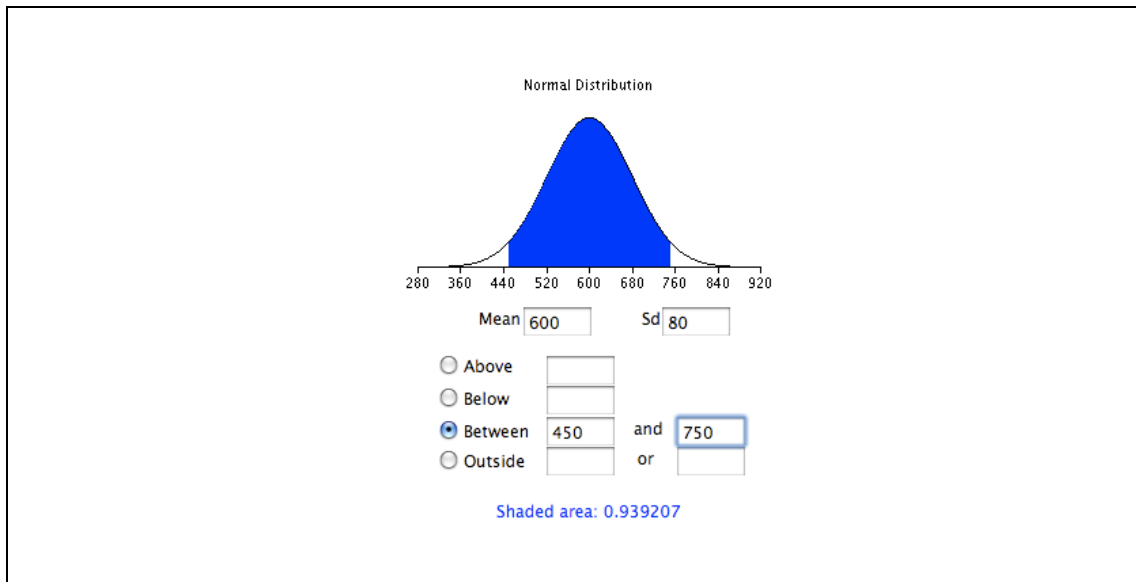 Normal Distribution
280 360 440 520 600 680 760 840 920
Mean 600 Sd 80
Above
Below
Between 450 and 750
Outside or
Shaded area: 0.939207